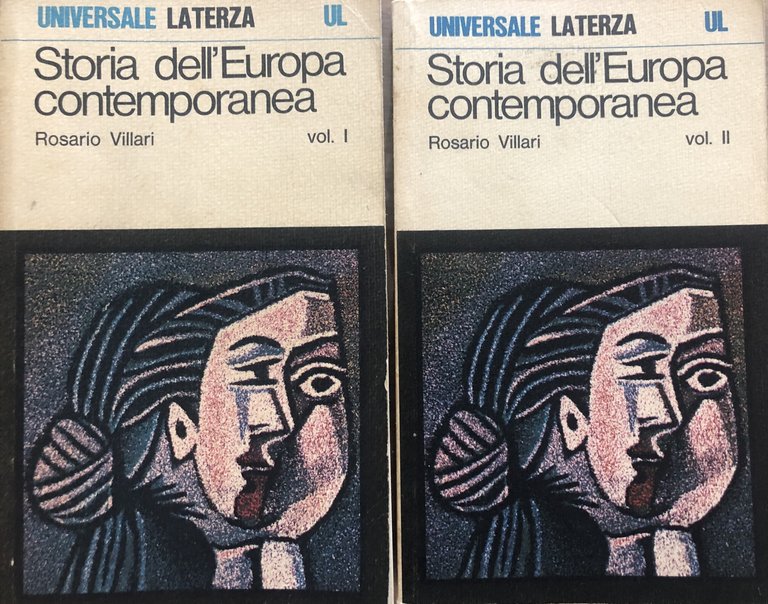 UNIVERSALE LATERZA UL
Storia dell'Europa
contemporanea
Rosario Villari vol. I
UNIVERSALE LATERZA UL
Storia dell'Europa
contemporanea
Rosario Villari vol. II